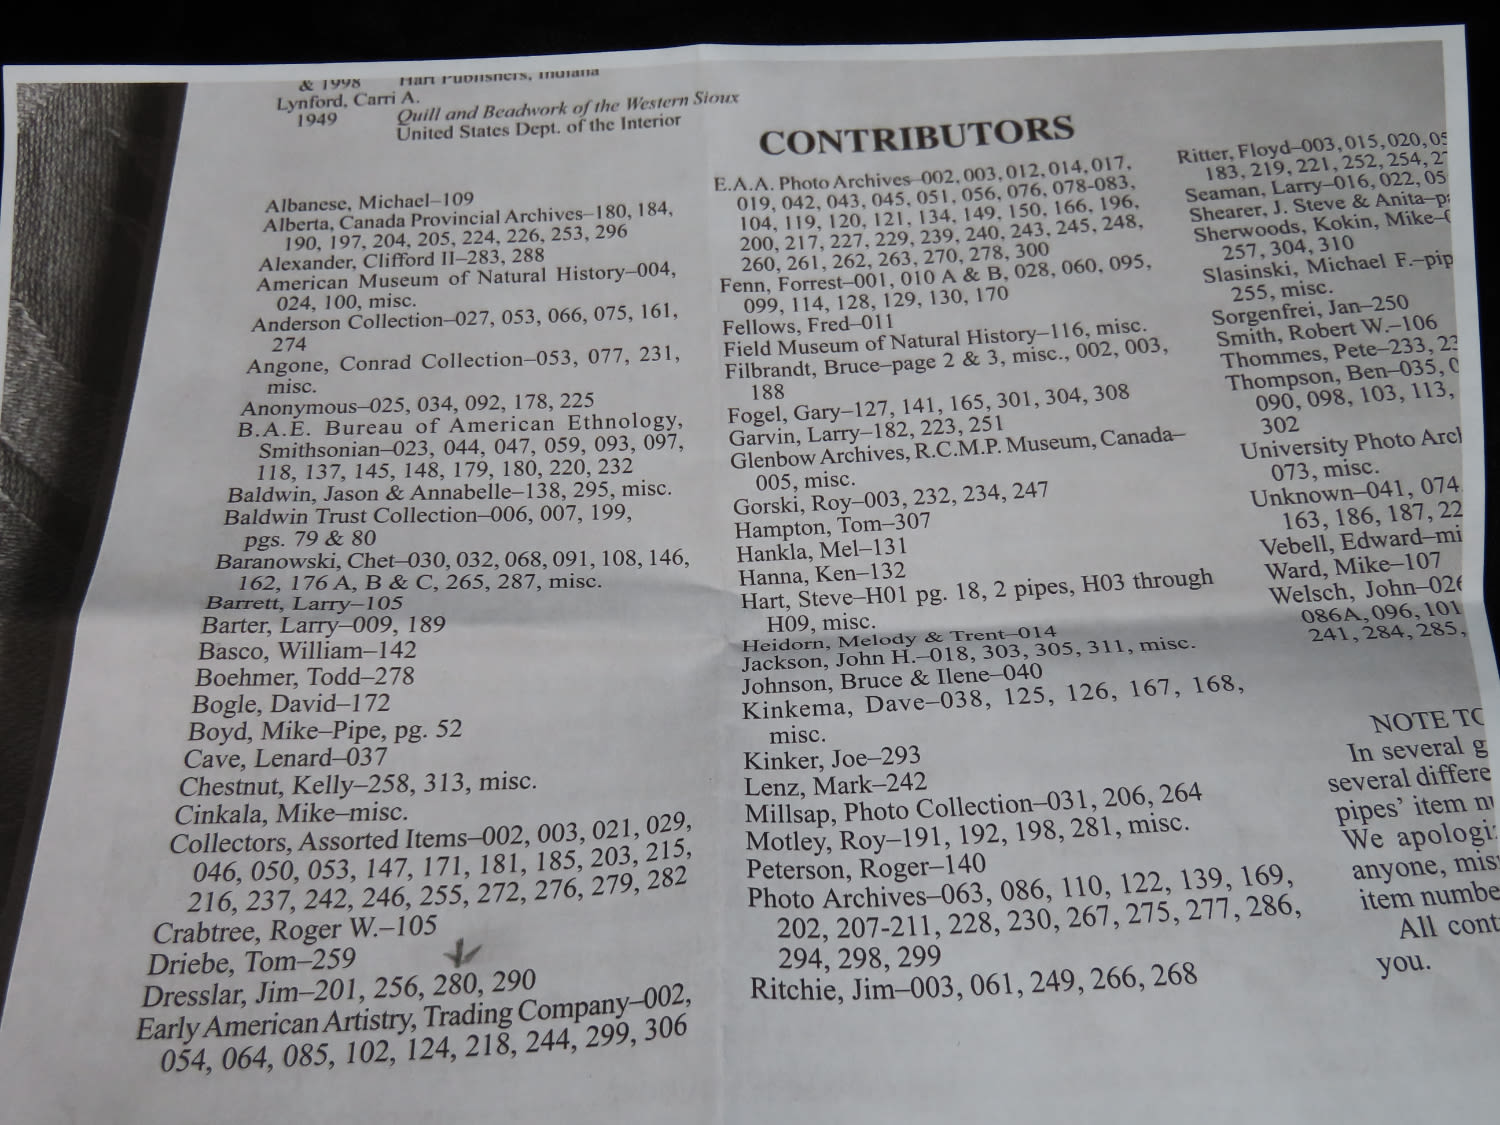 & 1998 Hart Publishers, Indiana
Lynford, Carri A.
1949 Quill and Beadwork of the Western Sioux
United States Dept. of the Interior
CONTRIBUTORS
Albanese, Michael–109
Alberta, Canada Provincial Archives–180, 184,
190, 197, 204, 205, 224, 226, 253, 296
Alexander, Clifford II–283, 288
American Museum of Natural History–004,
024, 100, misc.
Anderson Collection–027, 053, 066, 075, 161,
274
Angone, Conrad Collection–053, 077, 231,
misc.
Anonymous–025, 034, 092, 178, 225
B.A.E. Bureau of American Ethnology,
Smithsonian–023, 044, 047, 059, 093, 097,
118, 137, 145, 148, 179, 180, 220, 232
Baldwin, Jason & Annabelle–138, 295, misc.
Baldwin Trust Collection–006, 007, 199,
pgs. 79 & 80
Baranowski, Chet–030, 032, 068, 091, 108, 146,
162, 176 A, B & C, 265, 287, misc.
Barrett, Larry–105
Barter, Larry–009, 189
Basco, William–142
Boehmer, Todd–278
Bogle, David–172
Boyd, Mike–Pipe, pg. 52
Cave, Lenard–037
Chestnut, Kelly–258, 313, misc.
Cinkala, Mike–misc.
Collectors, Assorted Items–002, 003, 021, 029,
046, 050, 053, 147, 171, 181, 185, 203, 215,
216, 237, 242, 246, 255, 272, 276, 279, 282
Crabtree, Roger W.–105
Driebe, Tom–259
Dresslar, Jim–201, 256, 280, 290
Early American Artistry, Trading Company–002,
054, 064, 085, 102, 124, 218, 244, 299, 306
E.A.A. Photo Archives–002, 003, 012, 014, 017,
019, 042, 043, 045, 051, 056, 076, 078-083,
104, 119, 120, 121, 134, 149, 150, 166, 196,
200, 217, 227, 229, 239, 240, 243, 245, 248,
260, 261, 262, 263, 270, 278, 300
Fenn, Forrest–001, 010 A & B, 028, 060, 095,
099, 114, 128, 129, 130, 170
Fellows, Fred–011
Field Museum of Natural History–116, misc.
Filbrandt, Bruce–page 2 & 3, misc., 002, 003,
188
Fogel, Gary–127, 141, 165, 301, 304, 308
Garvin, Larry–182, 223, 251
Glenbow Archives, R.C.M.P. Museum, Canada–
005, misc.
Gorski, Roy–003, 232, 234, 247
Hampton, Tom–307
Hankla, Mel–131
Hanna, Ken–132
Hart, Steve–H01 pg. 18, 2 pipes, H03 through
H09, misc.
Heidorn, Melody & Trent–014
Jackson, John H.–018, 303, 305, 311, misc.
Johnson, Bruce & Ilene–040
Kinkema, Dave–038, 125, 126, 167, 168,
misc.
Kinker, Joe–293
Lenz, Mark–242
Millsap, Photo Collection–031, 206, 264
Motley, Roy–191, 192, 198, 281, misc.
Peterson, Roger–140
Photo Archives–063, 086, 110, 122, 139, 169,
202, 207-211, 228, 230, 267, 275, 277, 286,
294, 298, 299
Ritchie, Jim–003, 061, 249, 266, 268
Ritter, Floyd–003, 015, 020, 05
183, 219, 221, 252, 254, 2
Seaman, Larry–016, 022, 05
Shearer, J. Steve & Anita–p
Sherwoods, Kokin, Mike–
257, 304, 310
Slasinski, Michael F.–pip
255, misc.
Sorgenfrei, Jan–250
Smith, Robert W.–106
Thommes, Pete–233, 23
Thompson, Ben–035, 0
090, 098, 103, 113,
302
University Photo Arch
073, misc.
Unknown–041, 074
163, 186, 187, 22
Vebell, Edward–mi
Ward, Mike–107
Welsch, John–026
086A, 096, 101
241, 284, 285,
NOTE TO
In several g
several differe
pipes' item n
We apologi
anyone, mis
item numbe
All cont
you.